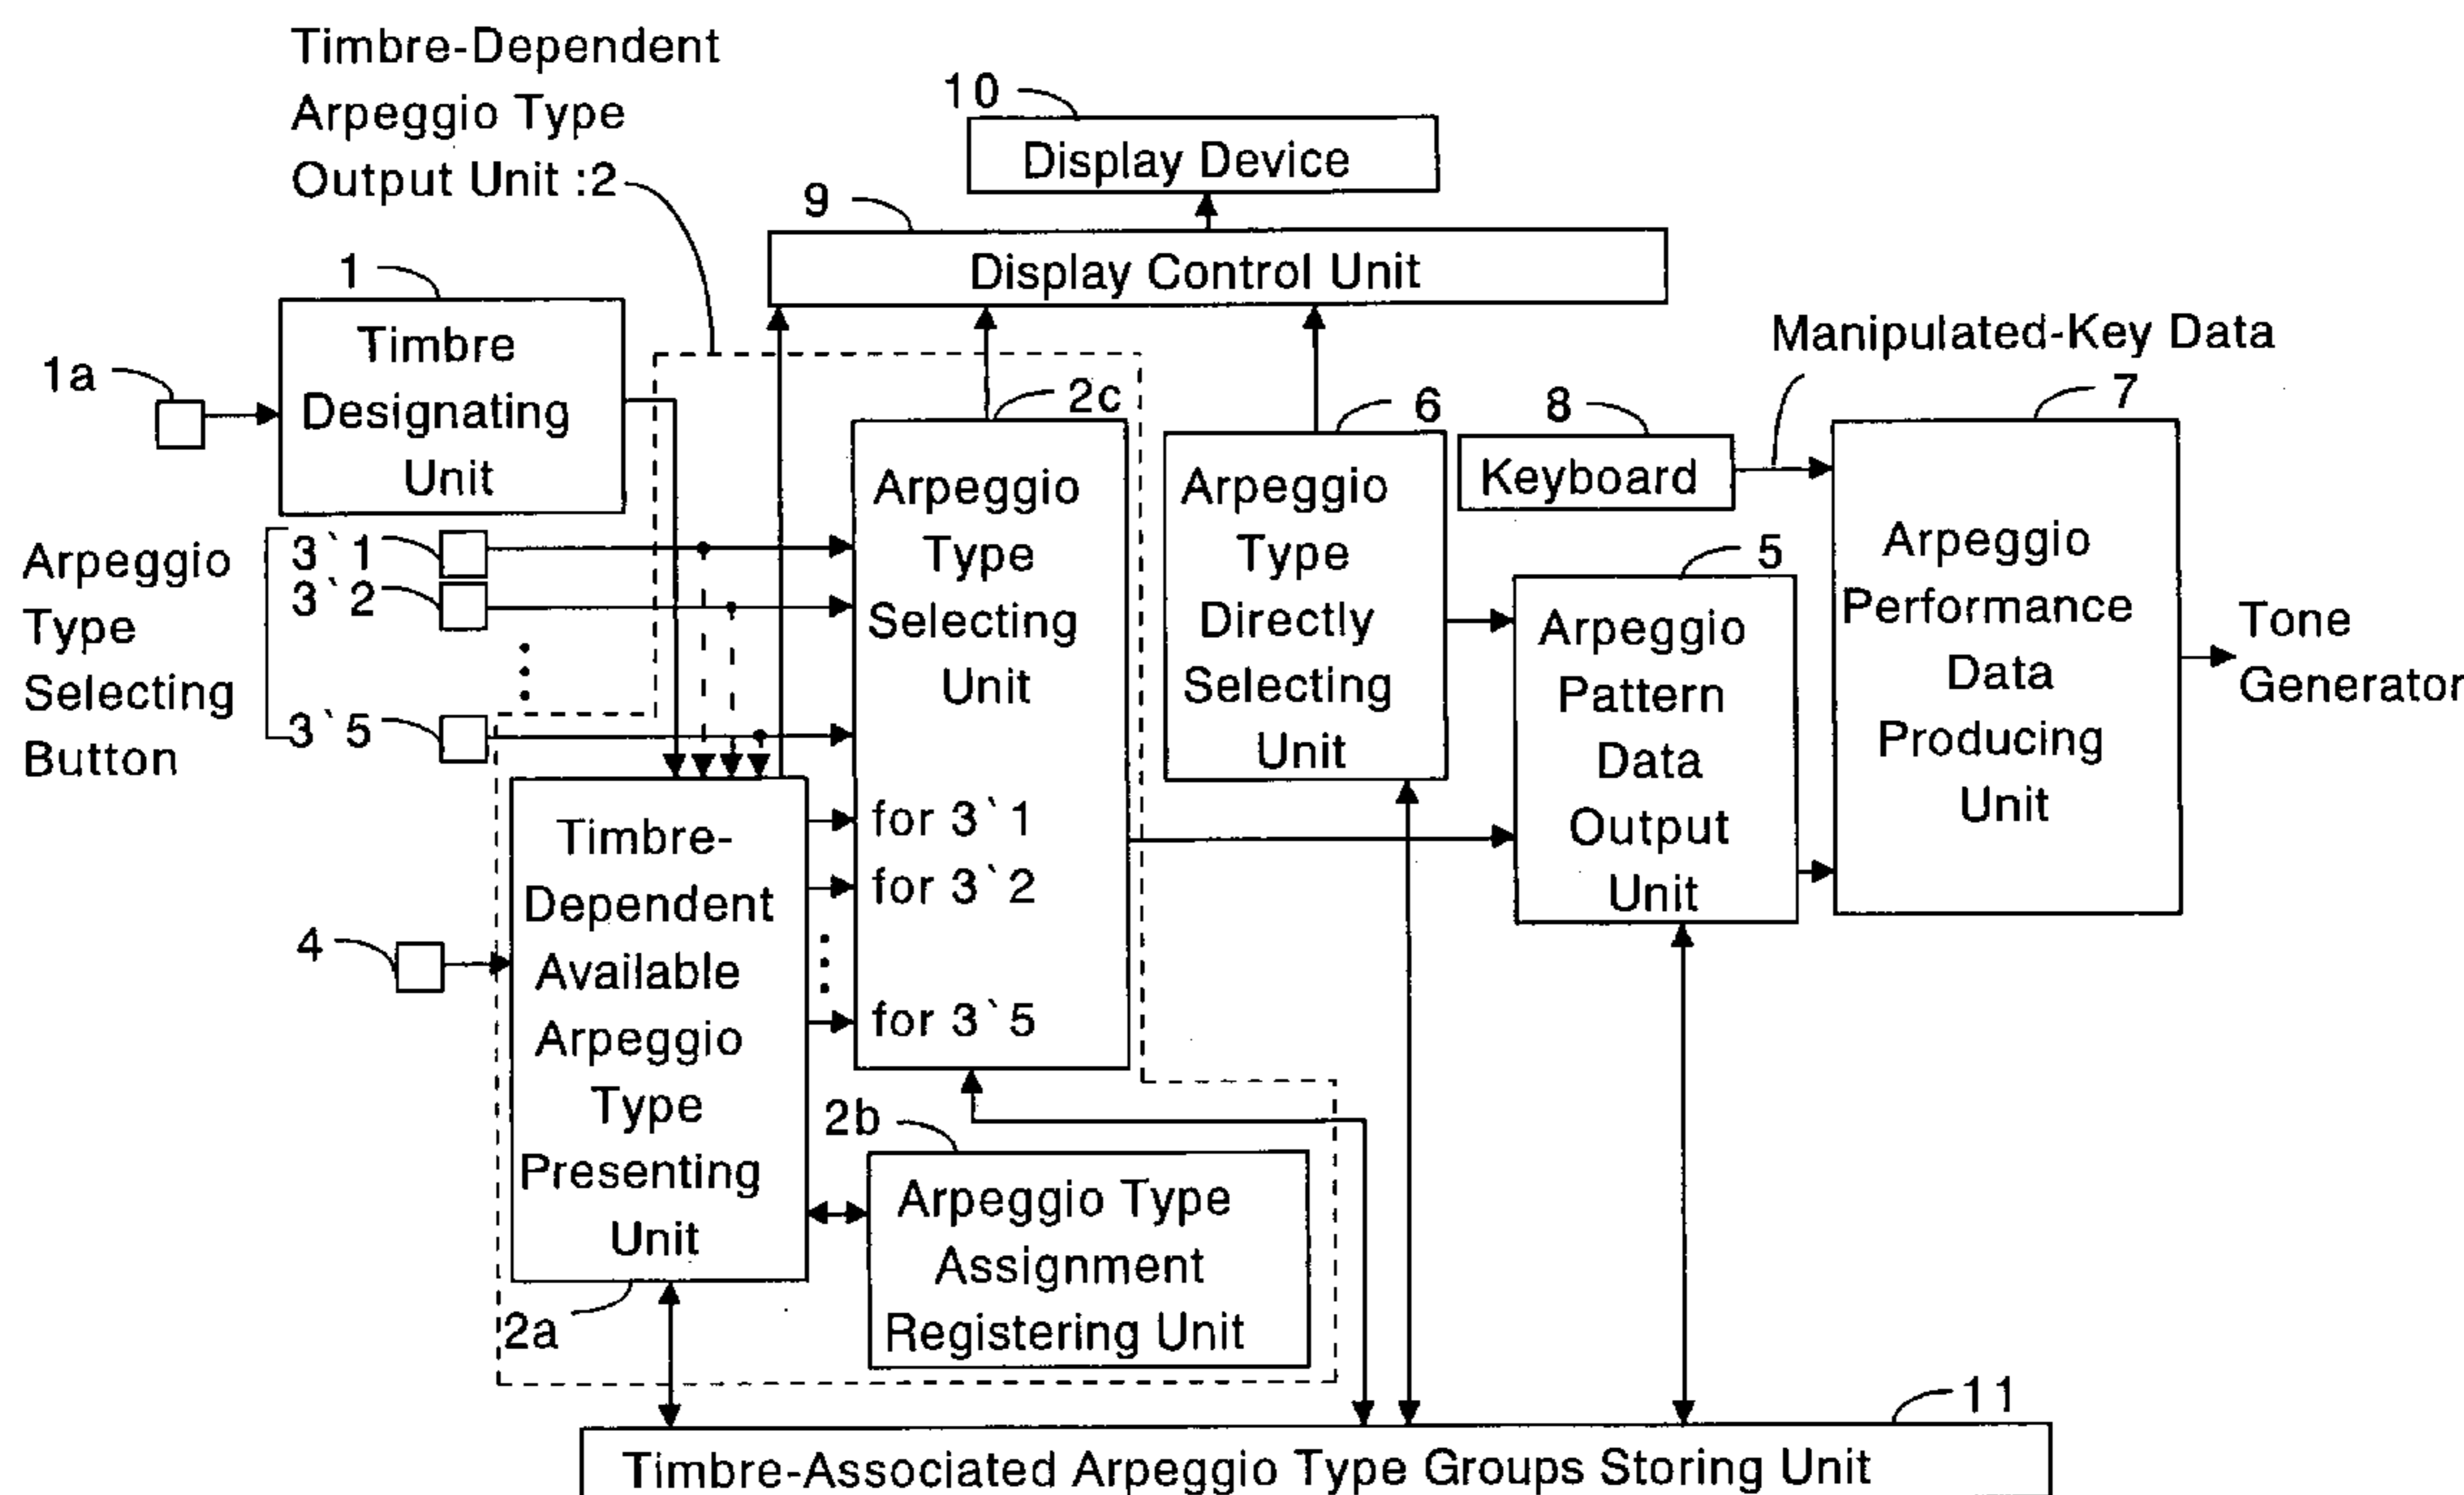 Timbre-Dependent
Arpeggio Type
Output Unit :2
10
Display Device
9
Display Control Unit
1
Timbre
Designating
Unit
1a
Manipulated-Key Data
2c
6
8
7
Keyboard
Arpeggio
Type
Selecting
Button
3`1
3`2
3`5
Arpeggio
Type
Selecting
Unit
for 3`1
for 3`2
for 3`5
Arpeggio
Type
Directly
Selecting
Unit
5
Arpeggio
Pattern
Data
Output
Unit
Arpeggio
Performance
Data
Producing
Unit
Tone
Generator
4
Timbre-
Dependent
Available
Arpeggio
Type
Presenting
Unit
2a
2b
Arpeggio Type
Assignment
Registering Unit
11
Timbre-Associated Arpeggio Type Groups Storing Unit